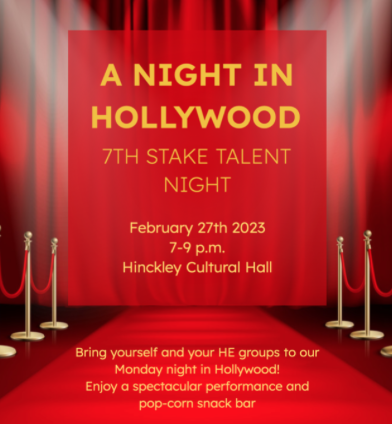 A NIGHT IN
HOLLYWOOD
7TH STAKE TALENT
NIGHT
February 27th 2023
7-9 p.m.
Hinckley Cultural Hall
Bring yourself and your HE groups to our
Monday night in Hollywood!
Enjoy a spectacular performance and
pop-corn snack bar